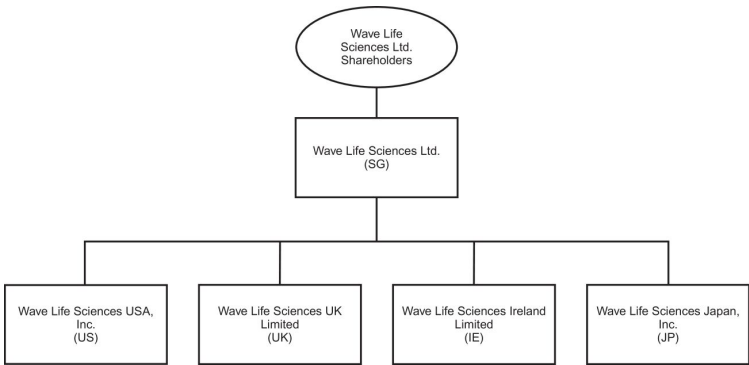 Wave Life
Sciences Ltd.
Shareholders
Wave Life Sciences Ltd.
(SG)
Wave Life Sciences USA,
Inc.
(US)
Wave Life Sciences UK
Limited
(UK)
Wave Life Sciences Ireland
Limited
(IE)
Wave Life Sciences Japan,
Inc.
(JP)